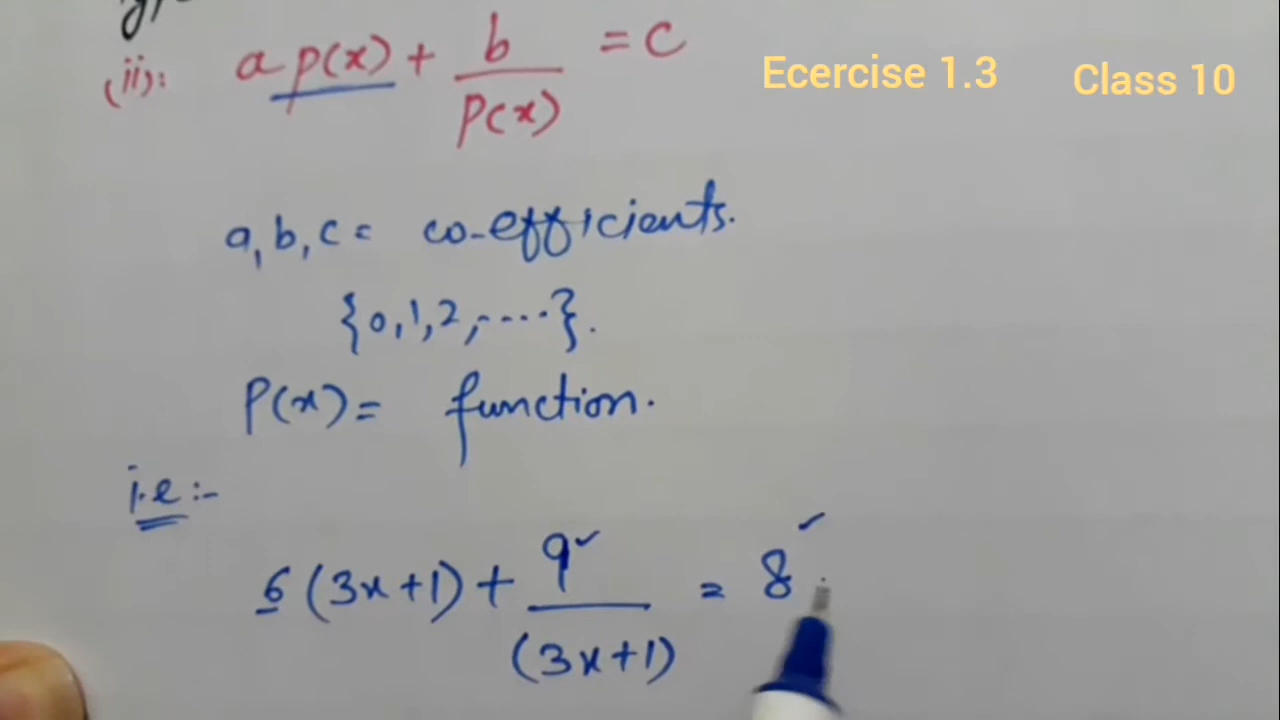 (ii): a p(x) + b/p(x) = c
Ecercise 1.3 Class 10
a, b, c = co-efficients.
{0, 1, 2, ....}.
P(x) = function.
i.e :-
6 (3x+1) + 9/(3x+1) = 8